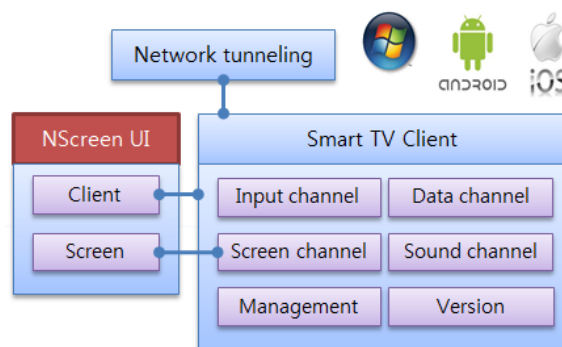 Network tunneling
ANDROID
iOS
NScreen UI
Smart TV Client
Client
Input channel
Data channel
Screen
Screen channel
Sound channel
Management
Version